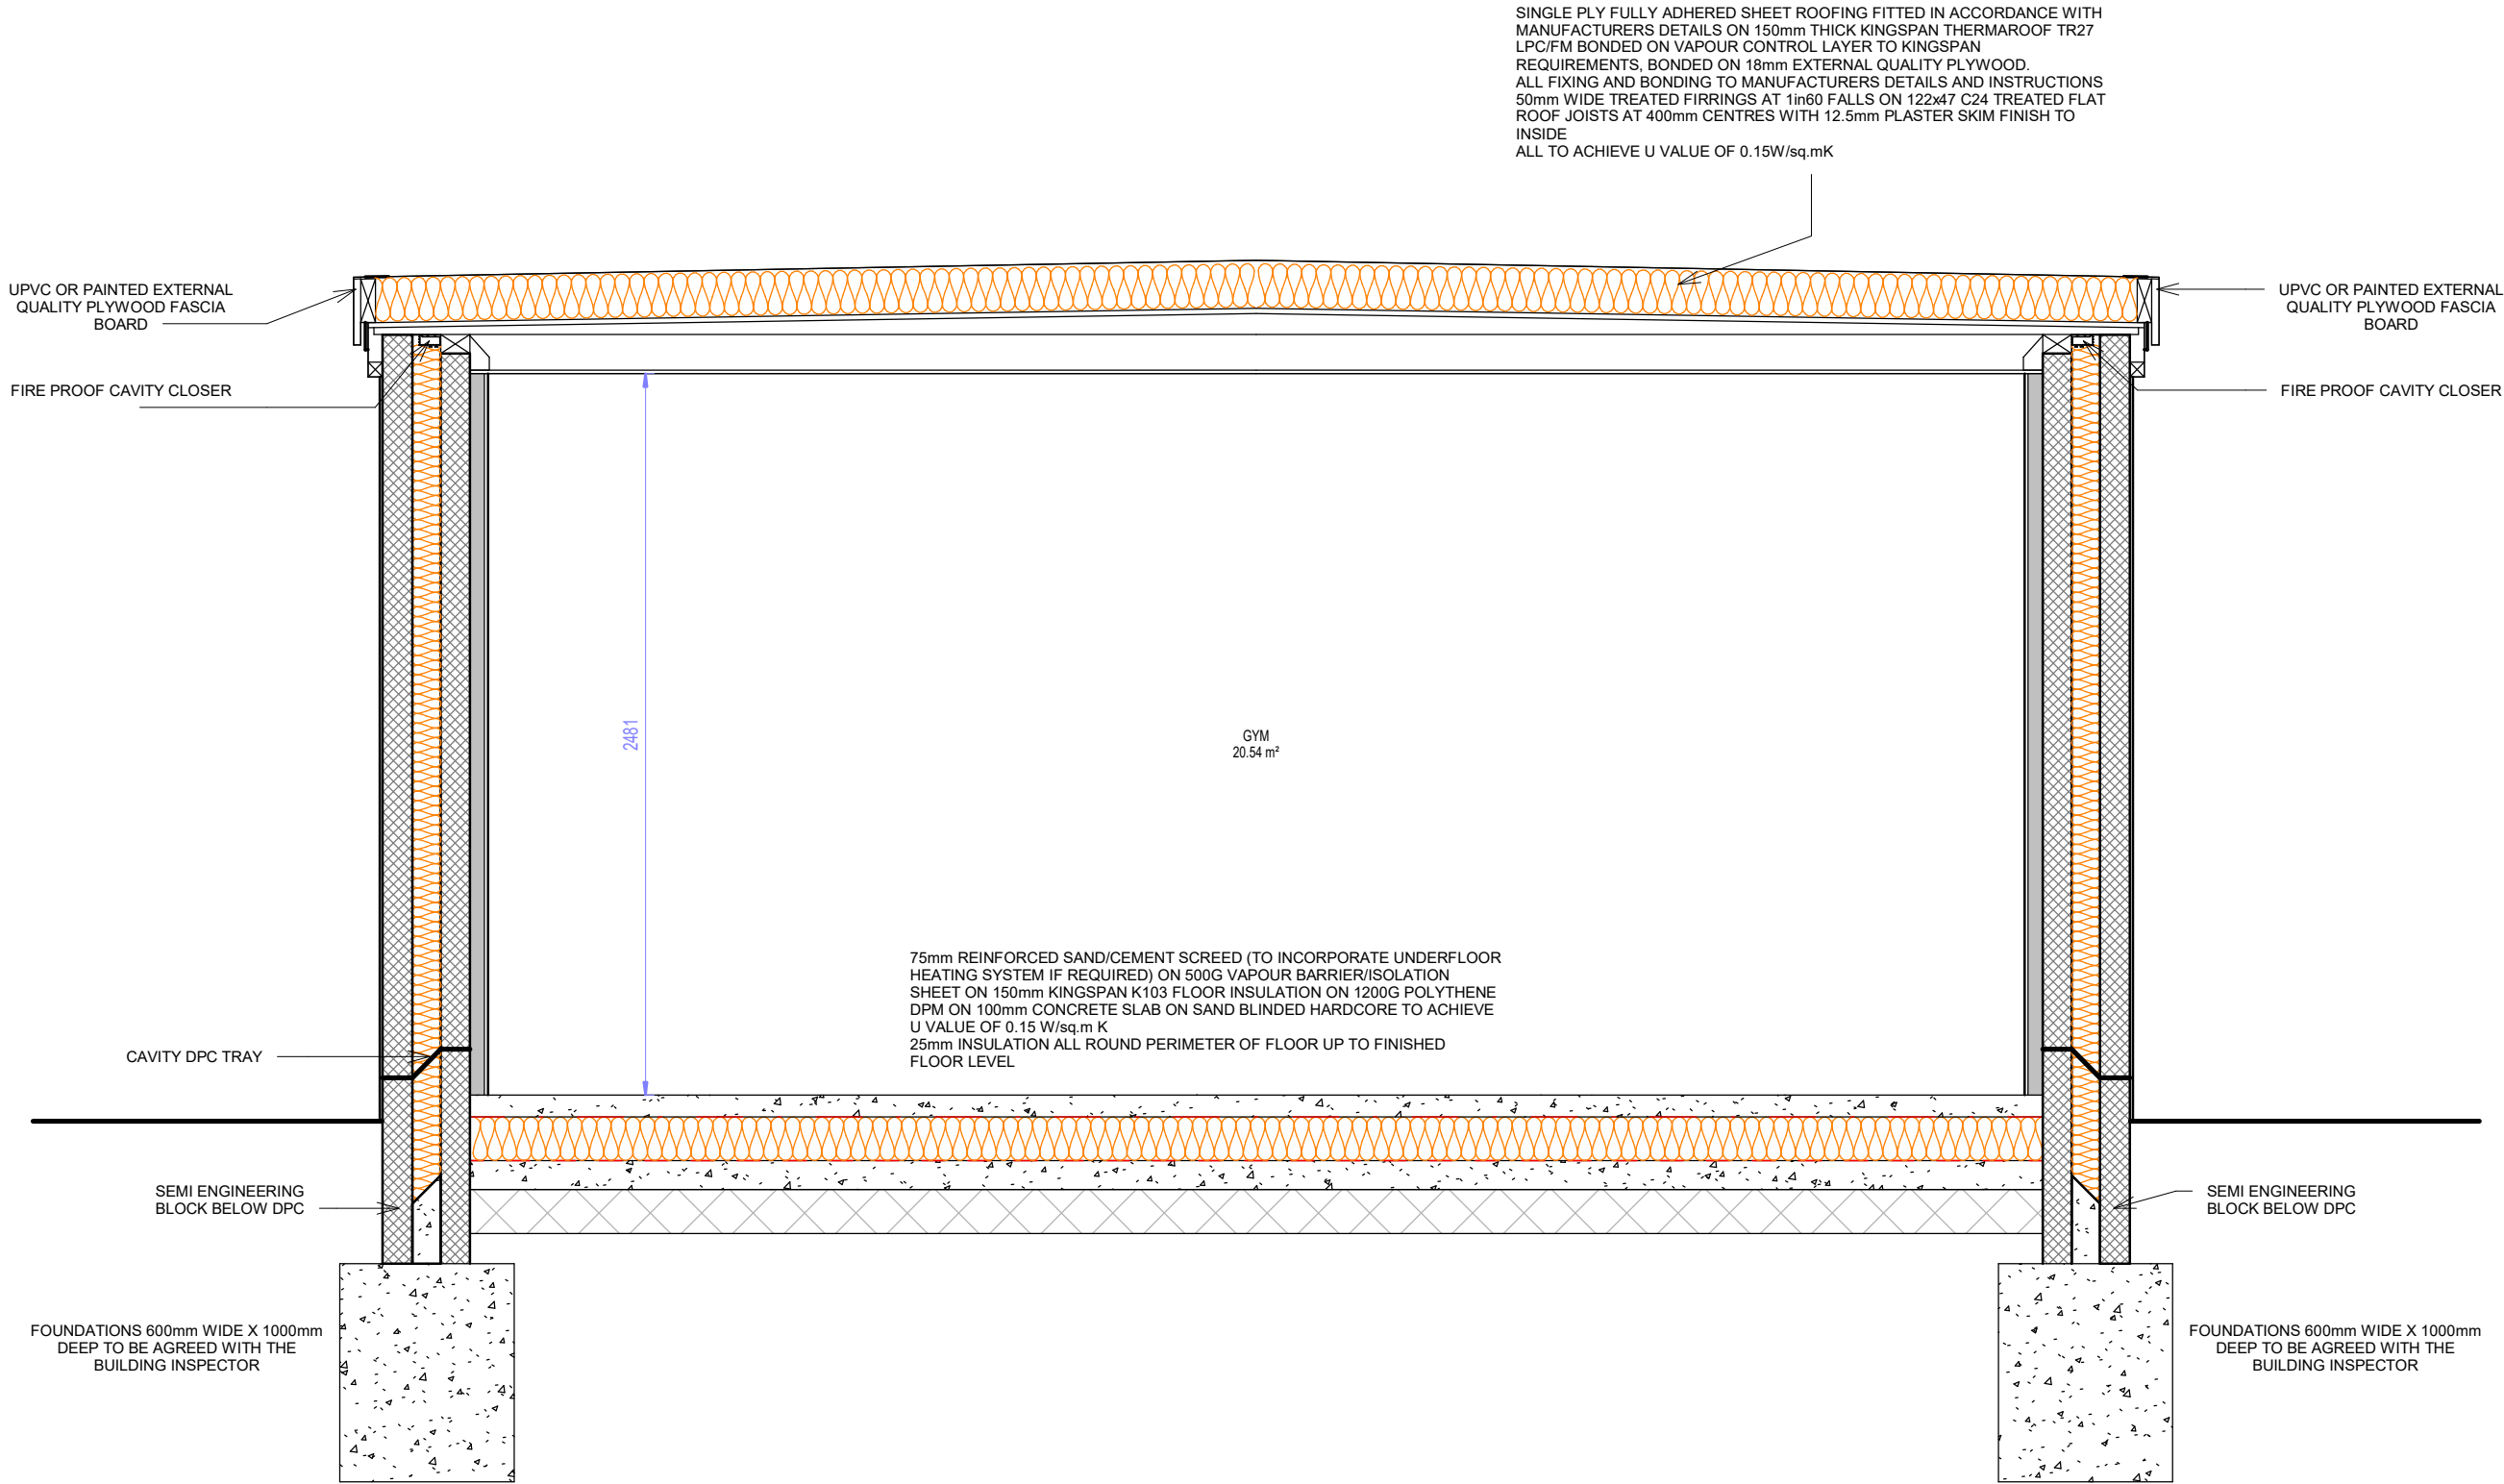 SINGLE PLY FULLY ADHERED SHEET ROOFING FITTED IN ACCORDANCE WITH
MANUFACTURERS DETAILS ON 150mm THICK KINGSPAN THERMAROOF TR27
LPC/FM BONDED ON VAPOUR CONTROL LAYER TO KINGSPAN
REQUIREMENTS, BONDED ON 18mm EXTERNAL QUALITY PLYWOOD.
ALL FIXING AND BONDING TO MANUFACTURERS DETAILS AND INSTRUCTIONS
50mm WIDE TREATED FIRRINGS AT 1in60 FALLS ON 122x47 C24 TREATED FLAT
ROOF JOISTS AT 400mm CENTRES WITH 12.5mm PLASTER SKIM FINISH TO
INSIDE
ALL TO ACHIEVE U VALUE OF 0.15W/sq.mK
UPVC OR PAINTED EXTERNAL
QUALITY PLYWOOD FASCIA
BOARD
UPVC OR PAINTED EXTERNAL
QUALITY PLYWOOD FASCIA
BOARD
FIRE PROOF CAVITY CLOSER
FIRE PROOF CAVITY CLOSER
2481
GYM
20.54 m²
75mm REINFORCED SAND/CEMENT SCREED (TO INCORPORATE UNDERFLOOR
HEATING SYSTEM IF REQUIRED) ON 500G VAPOUR BARRIER/ISOLATION
SHEET ON 150mm KINGSPAN K103 FLOOR INSULATION ON 1200G POLYTHENE
DPM ON 100mm CONCRETE SLAB ON SAND BLINDED HARDCORE TO ACHIEVE
U VALUE OF 0.15 W/sq.m K
25mm INSULATION ALL ROUND PERIMETER OF FLOOR UP TO FINISHED
FLOOR LEVEL
CAVITY DPC TRAY
SEMI ENGINEERING
BLOCK BELOW DPC
SEMI ENGINEERING
BLOCK BELOW DPC
FOUNDATIONS 600mm WIDE X 1000mm
DEEP TO BE AGREED WITH THE
BUILDING INSPECTOR
FOUNDATIONS 600mm WIDE X 1000mm
DEEP TO BE AGREED WITH THE
BUILDING INSPECTOR